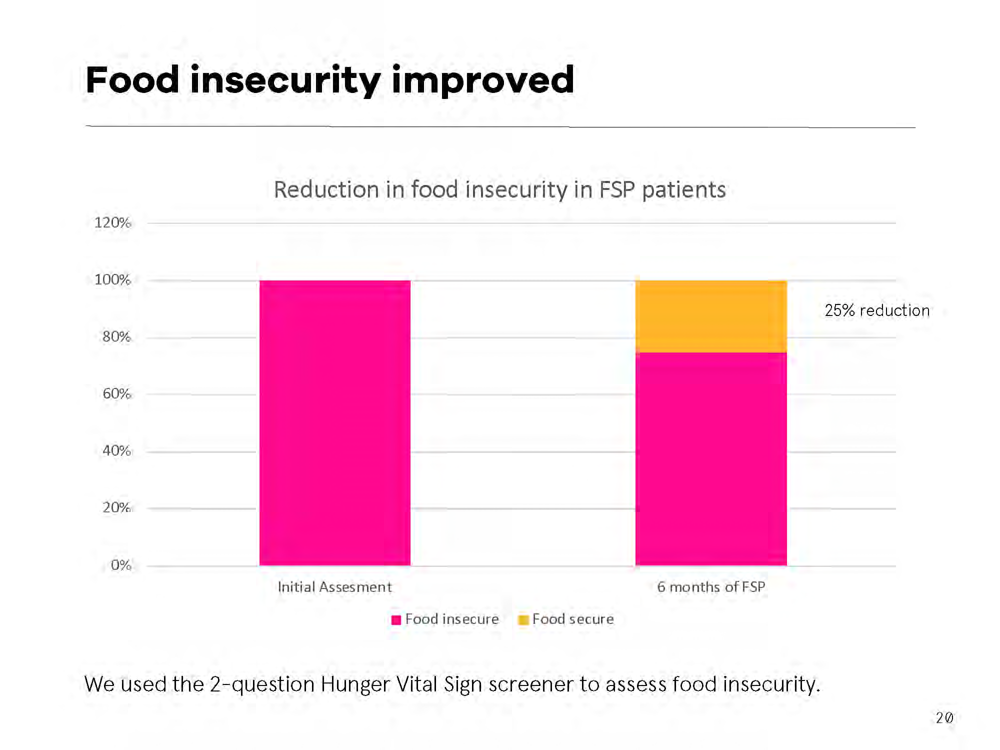 Food insecurity improved
Reduction in food insecurity in FSP patients
120%
100%
25% reduction
80%
60%
40%
20%
0%
Initial Assesment
6 months of FSP
Food insecure
Food secure
We used the 2-question Hunger Vital Sign screener to assess food insecurity.
20